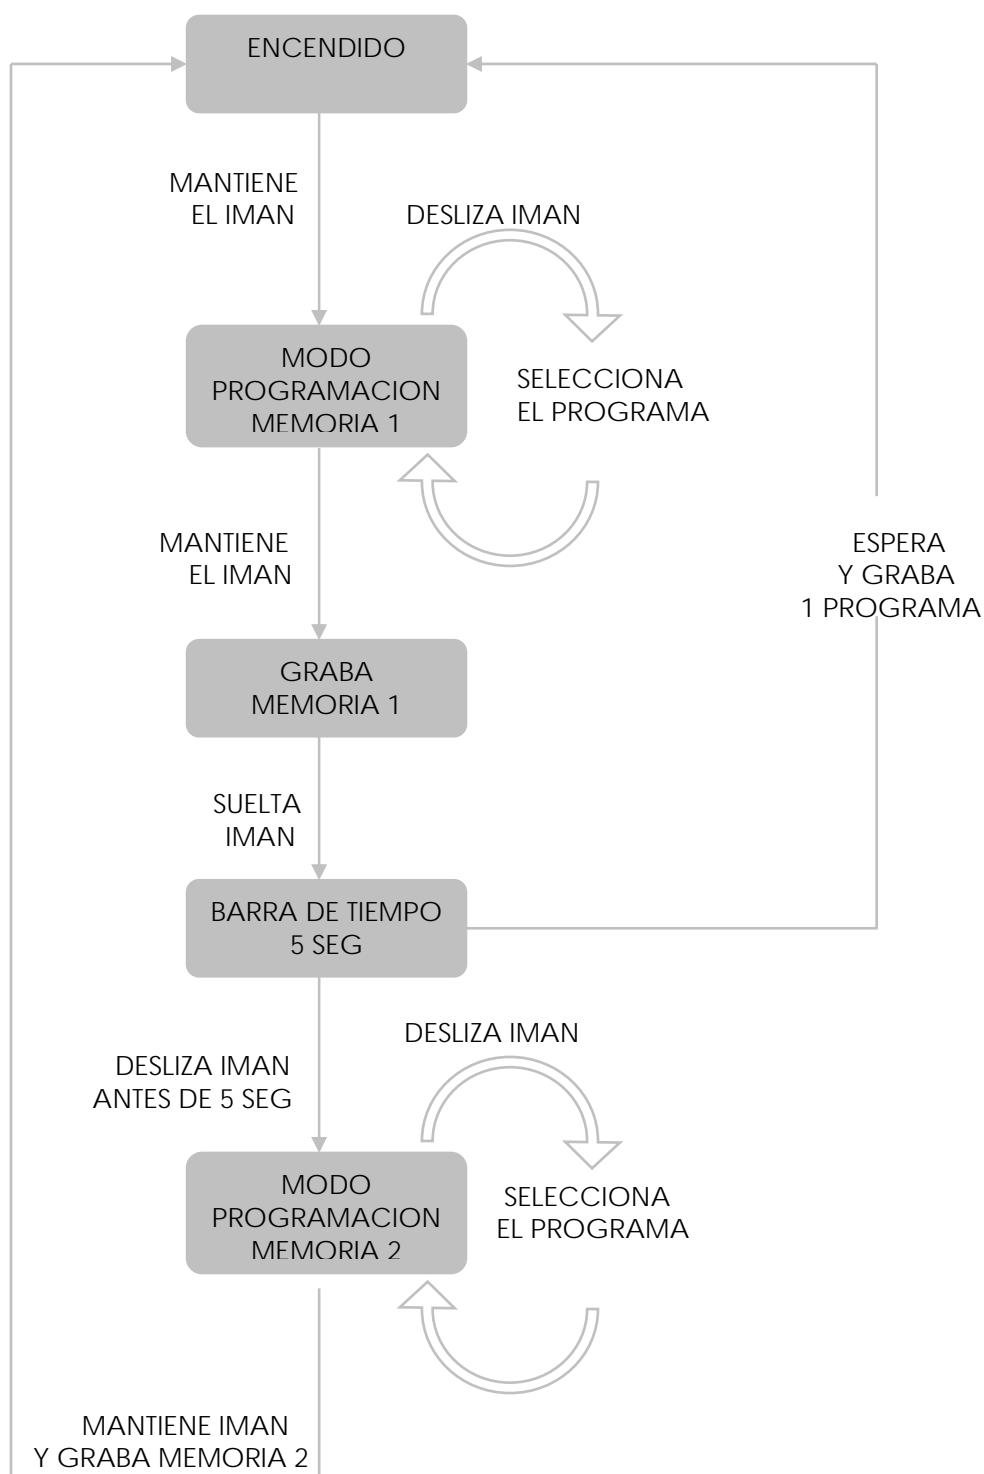 ENCENDIDO
MANTIENE
EL IMAN
DESLIZA IMAN
MODO
PROGRAMACION
MEMORIA 1
SELECCIONA
EL PROGRAMA
MANTIENE
EL IMAN
ESPERA
Y GRABA
1 PROGRAMA
GRABA
MEMORIA 1
SUELTA
IMAN
BARRA DE TIEMPO
5 SEG
DESLIZA IMAN
DESLIZA IMAN
ANTES DE 5 SEG
MODO
PROGRAMACION
MEMORIA 2
SELECCIONA
EL PROGRAMA
MANTIENE IMAN
Y GRABA MEMORIA 2